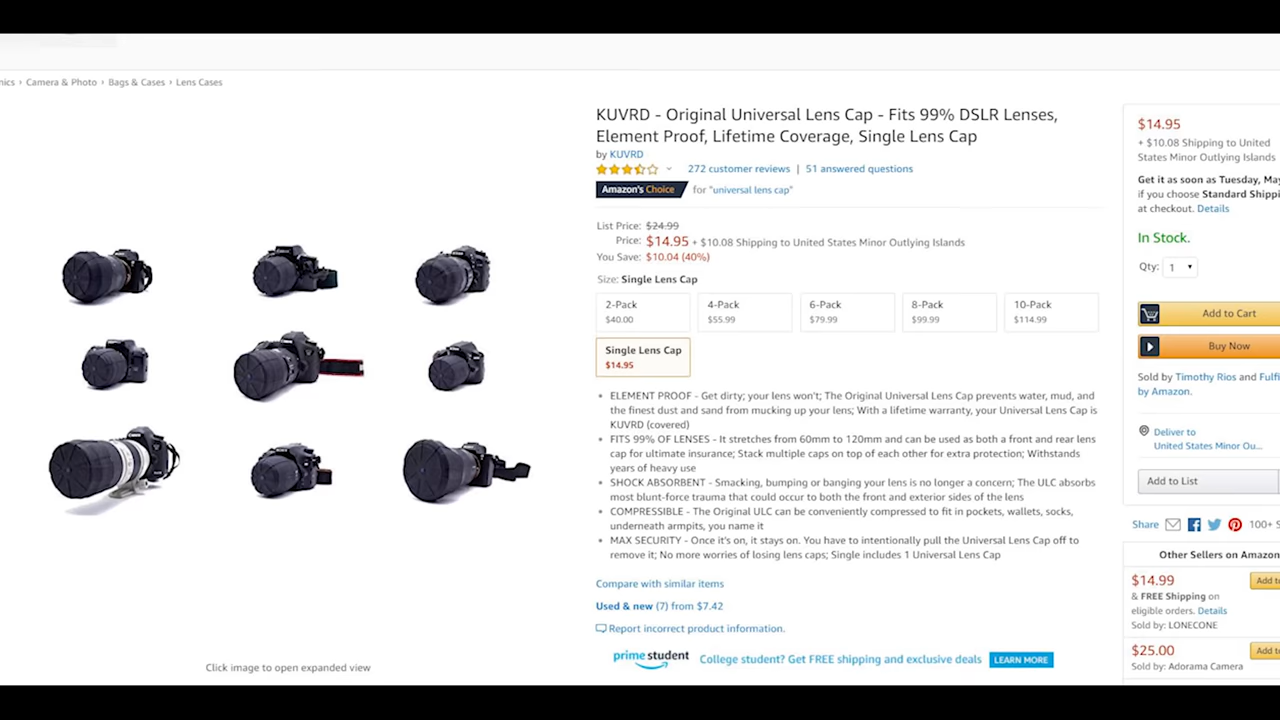 nics › Camera & Photo › Bags & Cases › Lens Cases
KUVRD - Original Universal Lens Cap - Fits 99% DSLR Lenses,
Element Proof, Lifetime Coverage, Single Lens Cap
by KUVRD
272 customer reviews | 51 answered questions
Amazon's Choice for "universal lens cap"
List Price: $24.99
Price: $14.95 + $10.08 Shipping to United States Minor Outlying Islands
You Save: $10.04 (40%)
Size: Single Lens Cap
2-Pack
$40.00
4-Pack
$55.99
6-Pack
$79.99
8-Pack
$99.99
10-Pack
$114.99
Single Lens Cap
$14.95
• ELEMENT PROOF - Get dirty; your lens won't; The Original Universal Lens Cap prevents water, mud, and
the finest dust and sand from mucking up your lens; With a lifetime warranty, your Universal Lens Cap is
KUVRD (covered)
• FITS 99% OF LENSES - It stretches from 60mm to 120mm and can be used as both a front and rear lens
cap for ultimate insurance; Stack multiple caps on top of each other for extra protection; Withstands
years of heavy use
• SHOCK ABSORBENT - Smacking, bumping or banging your lens is no longer a concern; The ULC absorbs
most blunt-force trauma that could occur to both the front and exterior sides of the lens
• COMPRESSIBLE - The Original ULC can be conveniently compressed to fit in pockets, wallets, socks,
underneath armpits, you name it
• MAX SECURITY - Once it's on, it stays on. You have to intentionally pull the Universal Lens Cap off to
remove it; No more worries of losing lens caps; Single includes 1 Universal Lens Cap
Compare with similar items
Used & new (7) from $7.42
Report incorrect product information.
prime student College student? Get FREE shipping and exclusive deals LEARN MORE
Click image to open expanded view
$14.95
+ $10.08 Shipping to United
States Minor Outlying Islands
Get it as soon as Tuesday, May
if you choose Standard Shippi
at checkout. Details
In Stock.
Qty: 1
Add to Cart
Buy Now
Sold by Timothy Rios and Fulfi
by Amazon.
Deliver to
United States Minor Ou...
Add to List
Share 100+ S
Other Sellers on Amazon
$14.99 Add to
& FREE Shipping on
eligible orders. Details
Sold by: LONECONE
$25.00 Add to
Sold by: Adorama Camera